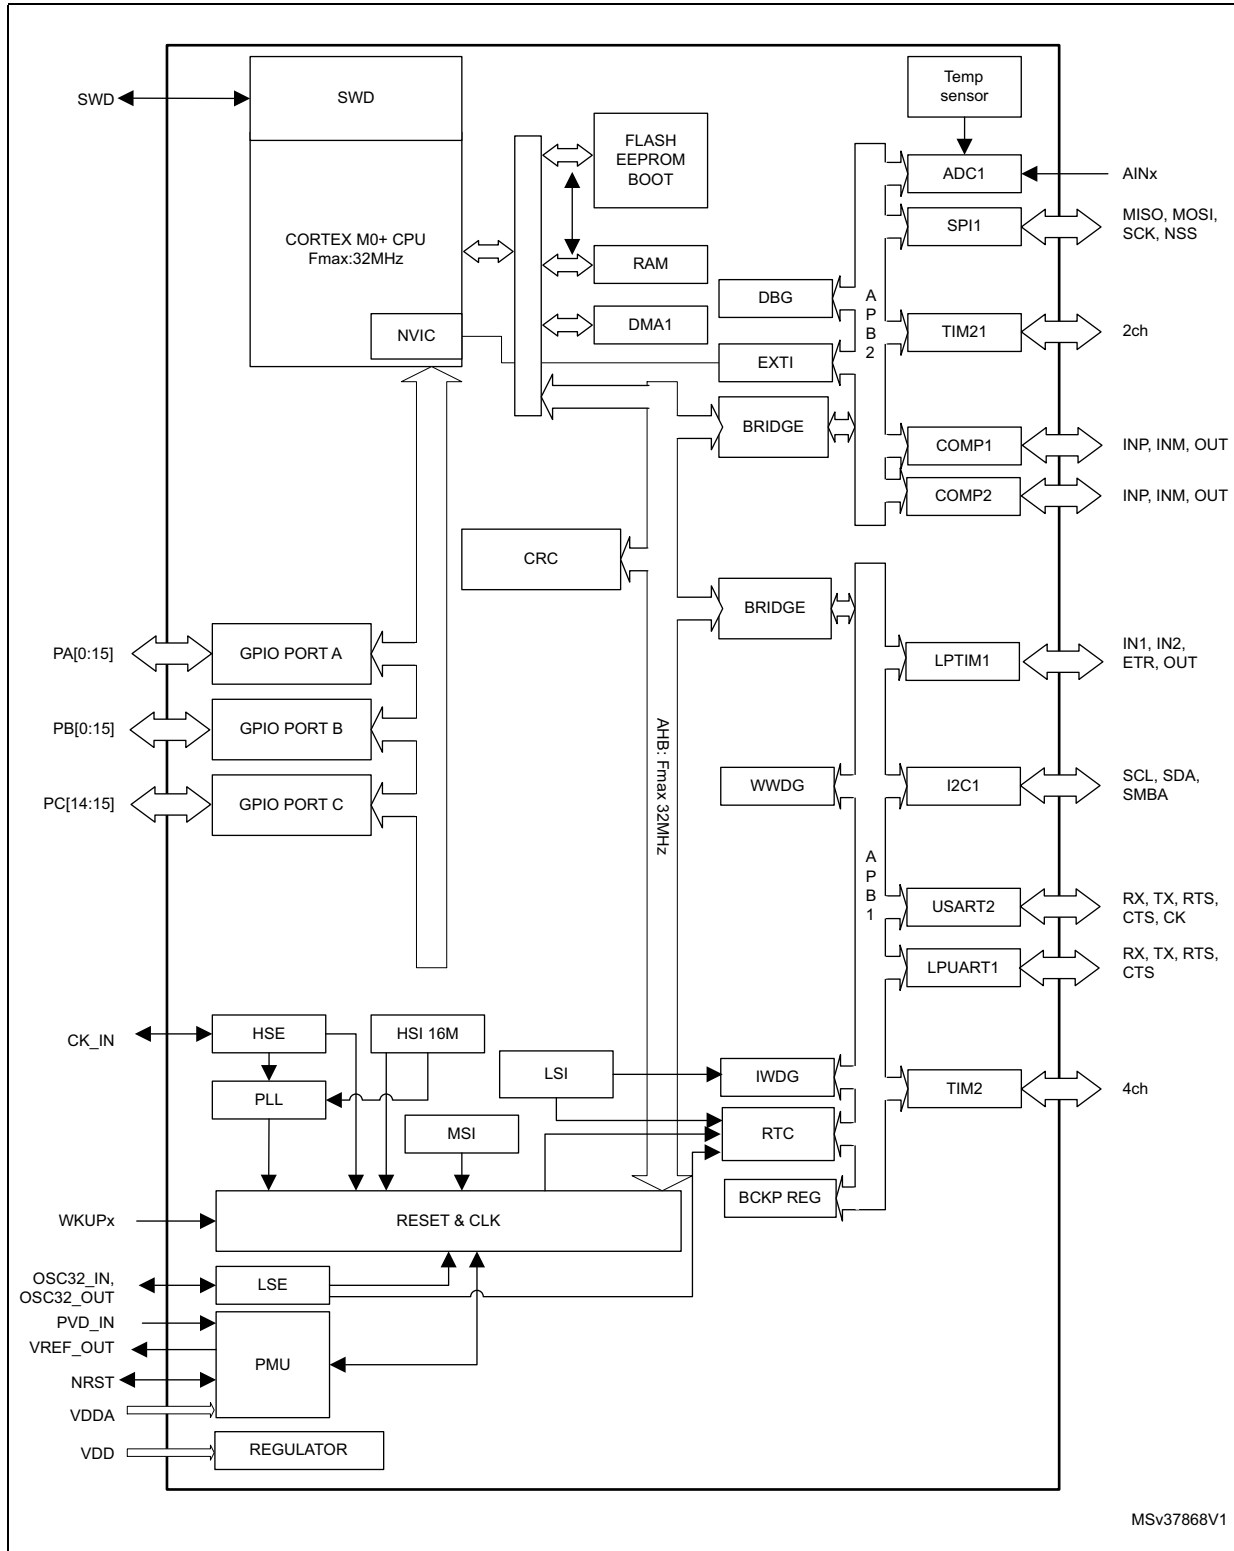 SWD
SWD
Temp
sensor
FLASH
EEPROM
BOOT
ADC1
AINx
CORTEX M0+ CPU
Fmax:32MHz
SPI1
MISO, MOSI,
SCK, NSS
RAM
DBG
A
P
B
2
DMA1
NVIC
TIM21
2ch
EXTI
BRIDGE
COMP1
INP, INM, OUT
COMP2
INP, INM, OUT
CRC
BRIDGE
PA[0:15]
GPIO PORT A
LPTIM1
IN1, IN2,
ETR, OUT
PB[0:15]
GPIO PORT B
AHB: Fmax 32MHz
PC[14:15]
GPIO PORT C
WWDG
I2C1
SCL, SDA,
SMBA
A
P
B
1
USART2
RX, TX, RTS,
CTS, CK
LPUART1
RX, TX, RTS,
CTS
CK_IN
HSE
HSI 16M
LSI
IWDG
TIM2
4ch
PLL
MSI
RTC
BCKP REG
WKUPx
RESET & CLK
OSC32_IN,
OSC32_OUT
LSE
PVD_IN
VREF_OUT
PMU
NRST
VDDA
VDD
REGULATOR
MSv37868V1